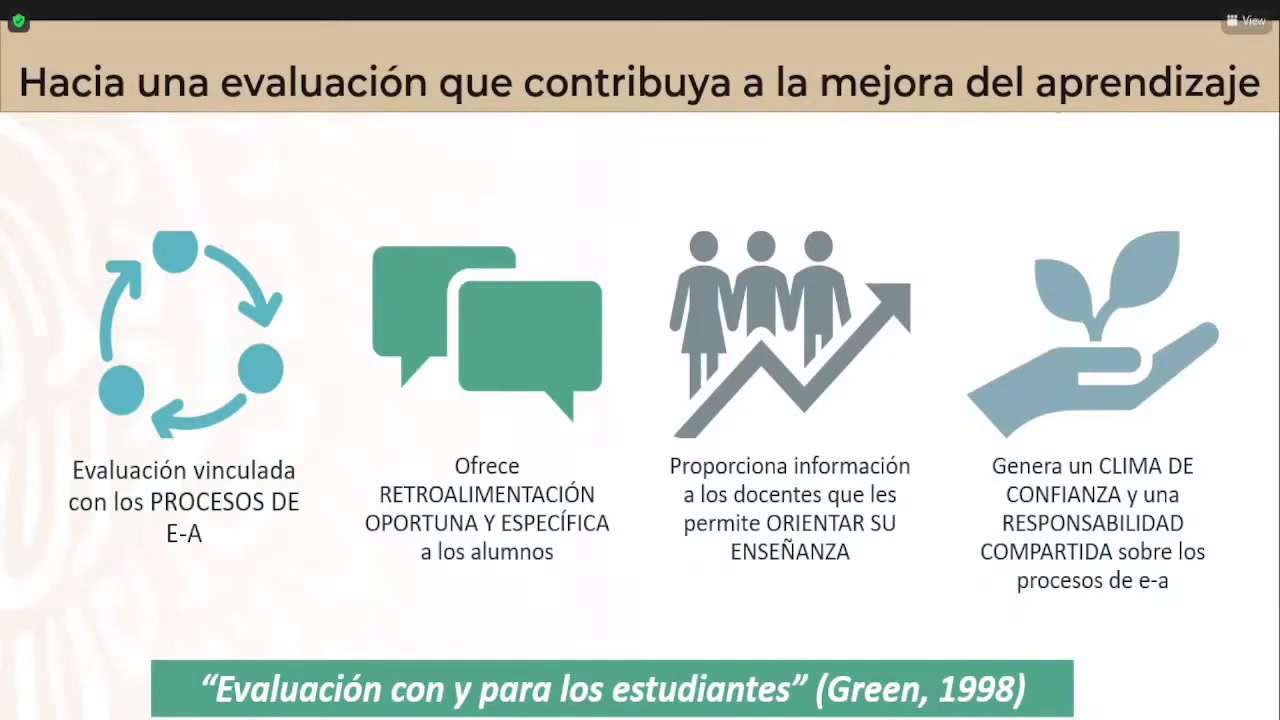 View
Hacia una evaluación que contribuya a la mejora del aprendizaje
Evaluación vinculada
con los PROCESOS DE
E-A
Ofrece
RETROALIMENTACIÓN
OPORTUNA Y ESPECÍFICA
a los alumnos
Proporciona información
a los docentes que les
permite ORIENTAR SU
ENSEÑANZA
Genera un CLIMA DE
CONFIANZA y una
RESPONSABILIDAD
COMPARTIDA sobre los
procesos de e-a
“Evaluación con y para los estudiantes” (Green, 1998)